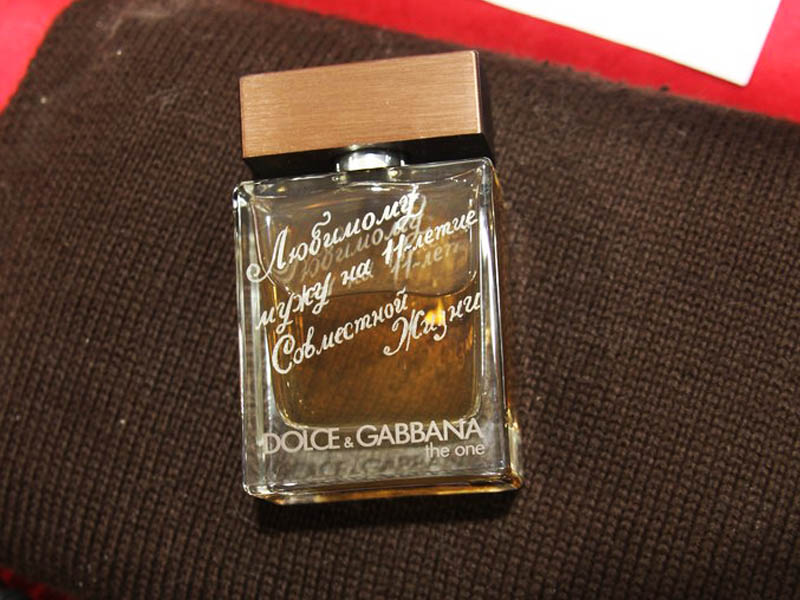 Любимому
мужу на 11-летие
Совместной
Жизни
DOLCE & GABBANA
the one